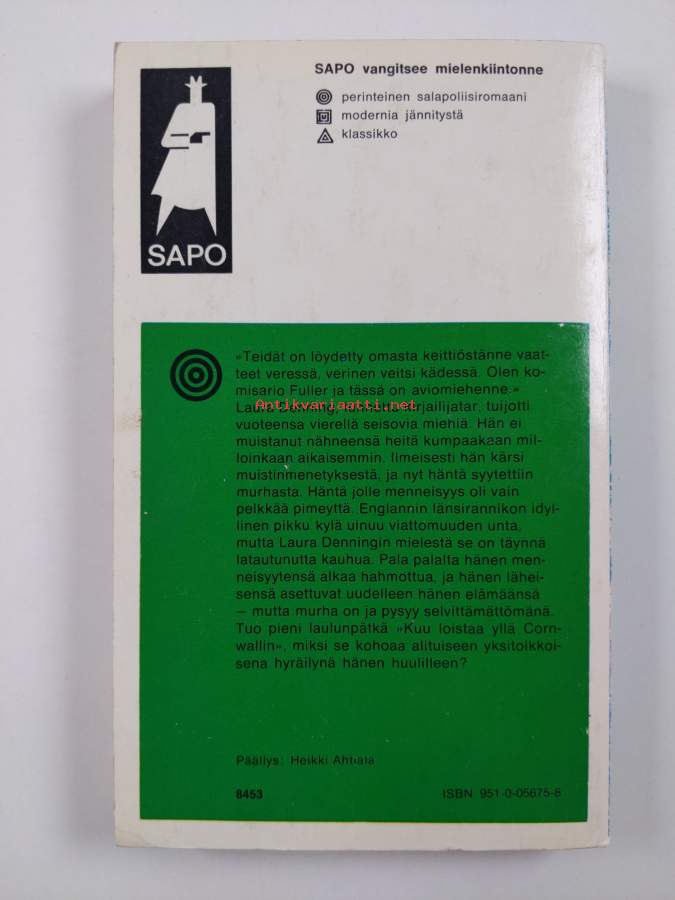 SAPO vangitsee mielenkiintonne
perinteinen salapoliisiromaani
modernia jännitystä
klassikko
SAPO
»Teidät on löydetty omasta keittiöstänne vaat-
teet veressä, verinen veitsi kädessä. Olen ko-
misario Fuller ja tässä on aviomiehenne.»
Antikvariaatti.net
Laura Denning, tuijotti
vuoteensa vierellä seisovia miehiä. Hän ei
muistanut nähneensä heitä kumpaakaan mil-
loinkaan aikaisemmin. Ilmeisesti hän kärsi
muistinmenetyksestä, ja nyt häntä syytettiin
murhasta. Häntä jolle menneisyys oli vain
pelkkää pimeyttä. Englannin länsirannikon idyl-
linen pikku kylä uinuu viattomuuden unta,
mutta Laura Denningin mielestä se on täynnä
latautunutta kauhua. Pala palalta hänen men-
neisyytensä alkaa hahmottua, ja hänen lähei-
sensä asettuvat uudelleen hänen elämäänsä
— mutta murha on ja pysyy selvittämättömänä.
Tuo pieni laulunpätkä »Kuu loistaa yllä Corn-
wallin», miksi se kohoaa alituiseen yksitoikkoi-
sena hyräilynä hänen huulilleen?
Päällys: Heikki Ahtiala
8453
ISBN 951-0-05675-8